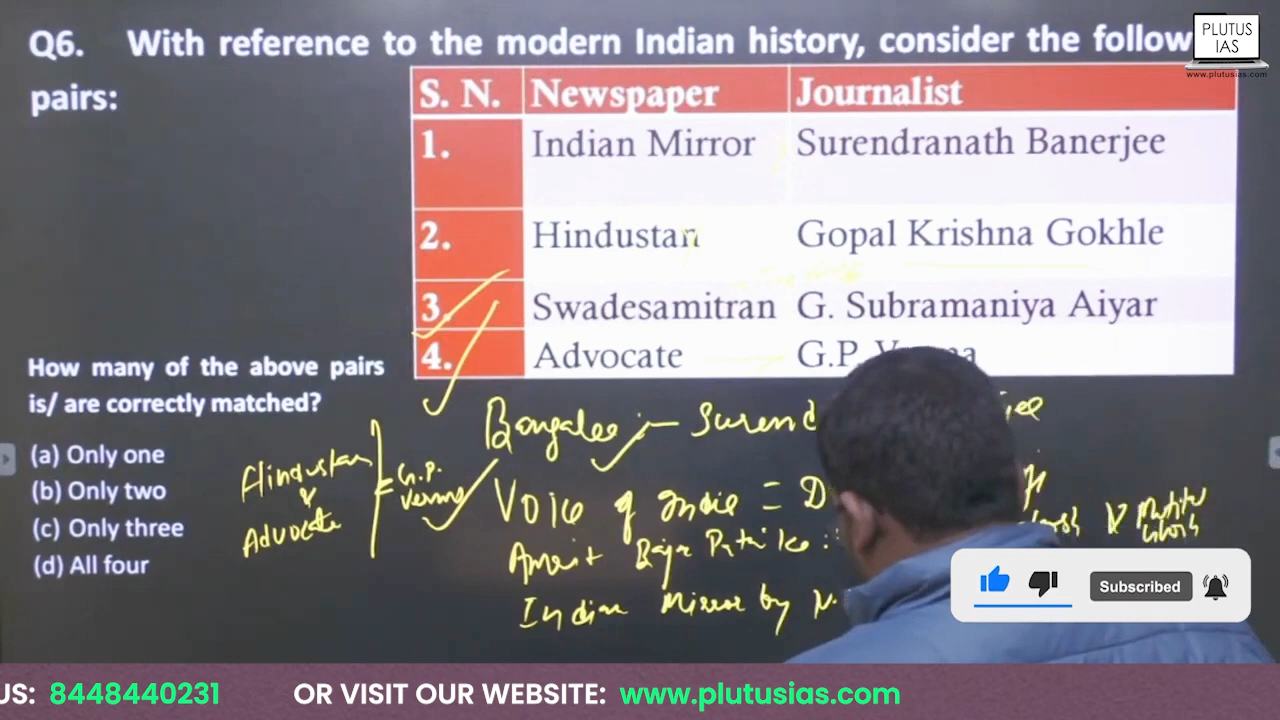 Q6. With reference to the modern Indian history, consider the follow
pairs:
PLUTUS
IAS
www.plutusias.com
S. N. Newspaper Journalist
1. Indian Mirror Surendranath Banerjee
2. Hindustan Gopal Krishna Gokhle
3. Swadesamitran G. Subramaniya Aiyar
4. Advocate G.P.
How many of the above pairs
is/ are correctly matched?
(a) Only one
(b) Only two
(c) Only three
(d) All four
Hindustan
&
Advocate
G.P.
Verma
Bengalee - Surend
Voice of India = D
Patrika :
Indian Mirror by N.
Subscribed
US: 8448440231 OR VISIT OUR WEBSITE: www.plutusias.com